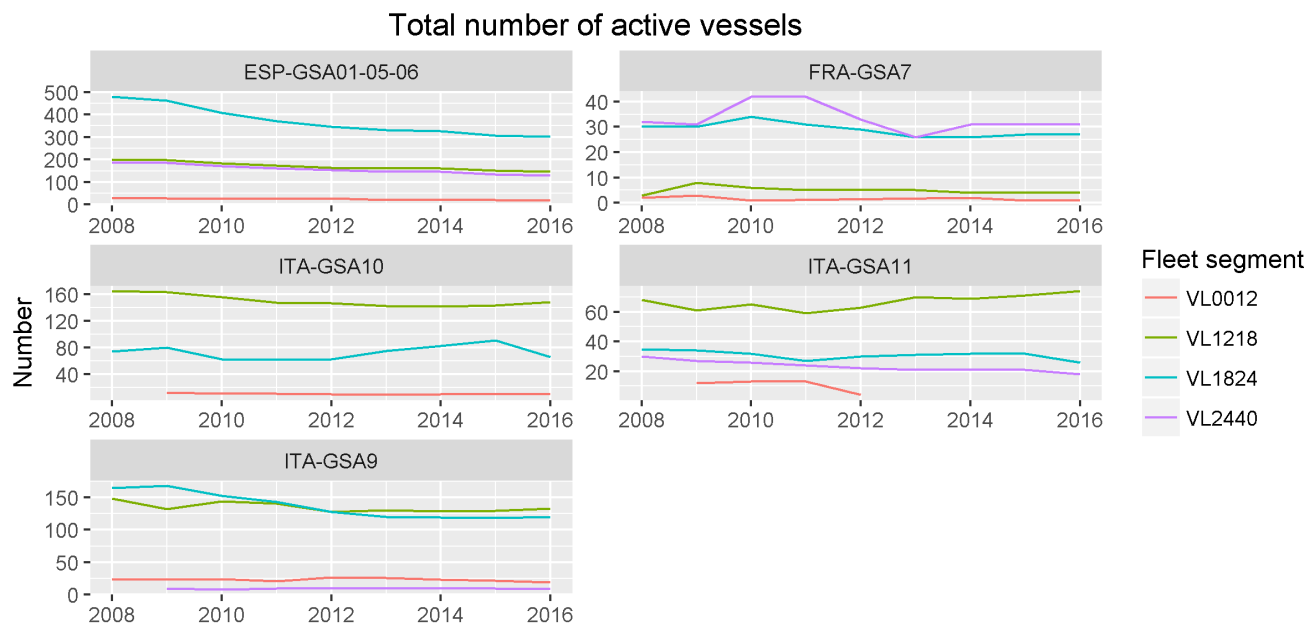 Total number of active vessels
ESP-GSA01-05-06
500
400
300
200
100
0
2008 2010 2012 2014 2016
FRA-GSA7
40
30
20
10
0
2008 2010 2012 2014 2016
ITA-GSA10
160
120
80
40
2008 2010 2012 2014 2016
ITA-GSA11
60
40
20
2008 2010 2012 2014 2016
ITA-GSA9
150
100
50
0
2008 2010 2012 2014 2016
Number
Fleet segment
VL0012
VL1218
VL1824
VL2440